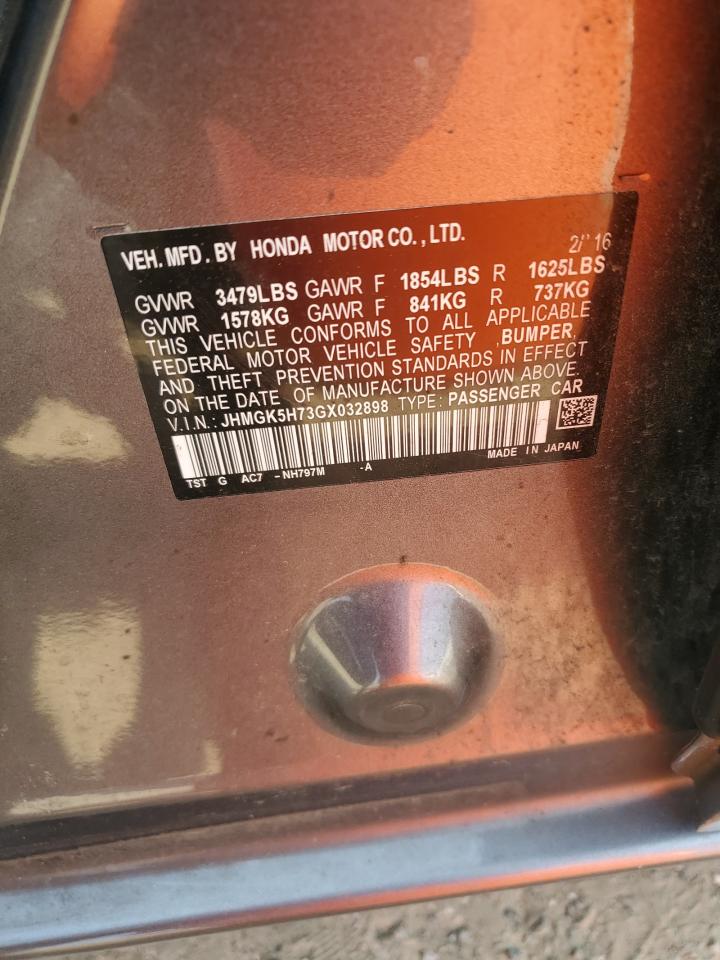 VEH. MFD. BY HONDA MOTOR CO., LTD. 2/'16
GVWR 3479LBS GAWR F 1854LBS R 1625LBS
GVWR 1578KG GAWR F 841KG R 737KG
THIS VEHICLE CONFORMS TO ALL APPLICABLE
FEDERAL MOTOR VEHICLE SAFETY ,BUMPER,
AND THEFT PREVENTION STANDARDS IN EFFECT
ON THE DATE OF MANUFACTURE SHOWN ABOVE.
V.I.N.: JHMGK5H73GX032898 TYPE: PASSENGER CAR
MADE IN JAPAN
TST G AC7 -NH797M -A